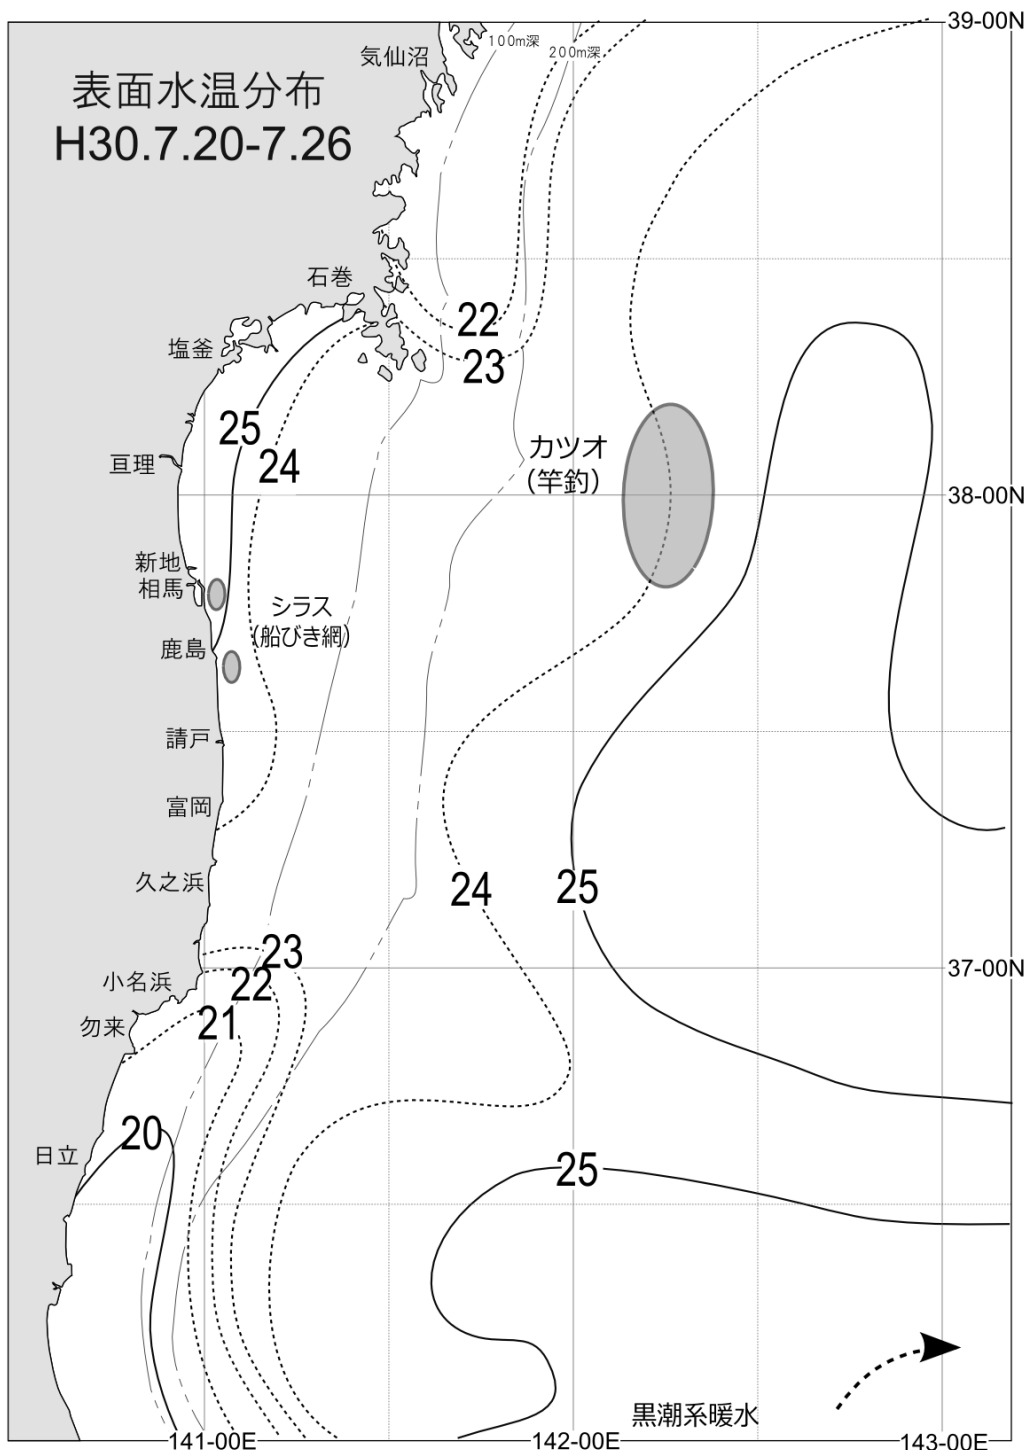 39-00N
100m深
200m深
気仙沼
表面水温分布
H30.7.20-7.26
石巻
22
塩釜
23
25
カツオ
(竿釣)
亘理
24
38-00N
新地
相馬
シラス
(船びき網)
鹿島
請戸
富岡
久之浜
24
25
23
37-00N
小名浜
22
勿来
21
20
日立
25
黒潮系暖水
141-00E
142-00E
143-00E